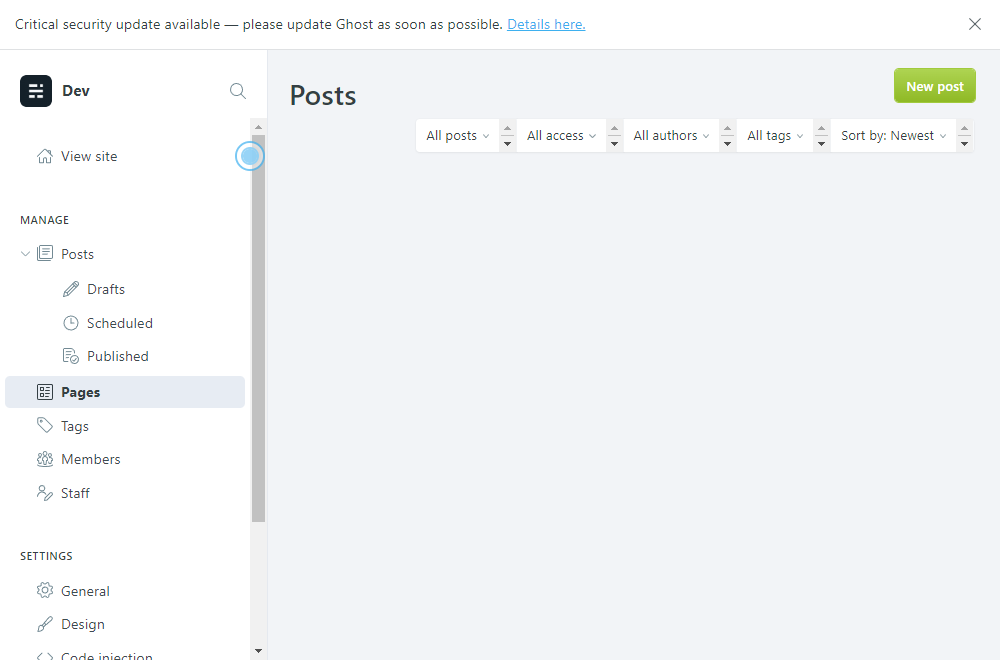 Critical security update available — please update Ghost as soon as possible. Details here.
Dev
Posts
New post
All posts
All access
All authors
All tags
Sort by: Newest
View site
MANAGE
Posts
Drafts
Scheduled
Published
Pages
Tags
Members
Staff
SETTINGS
General
Design
Code injection